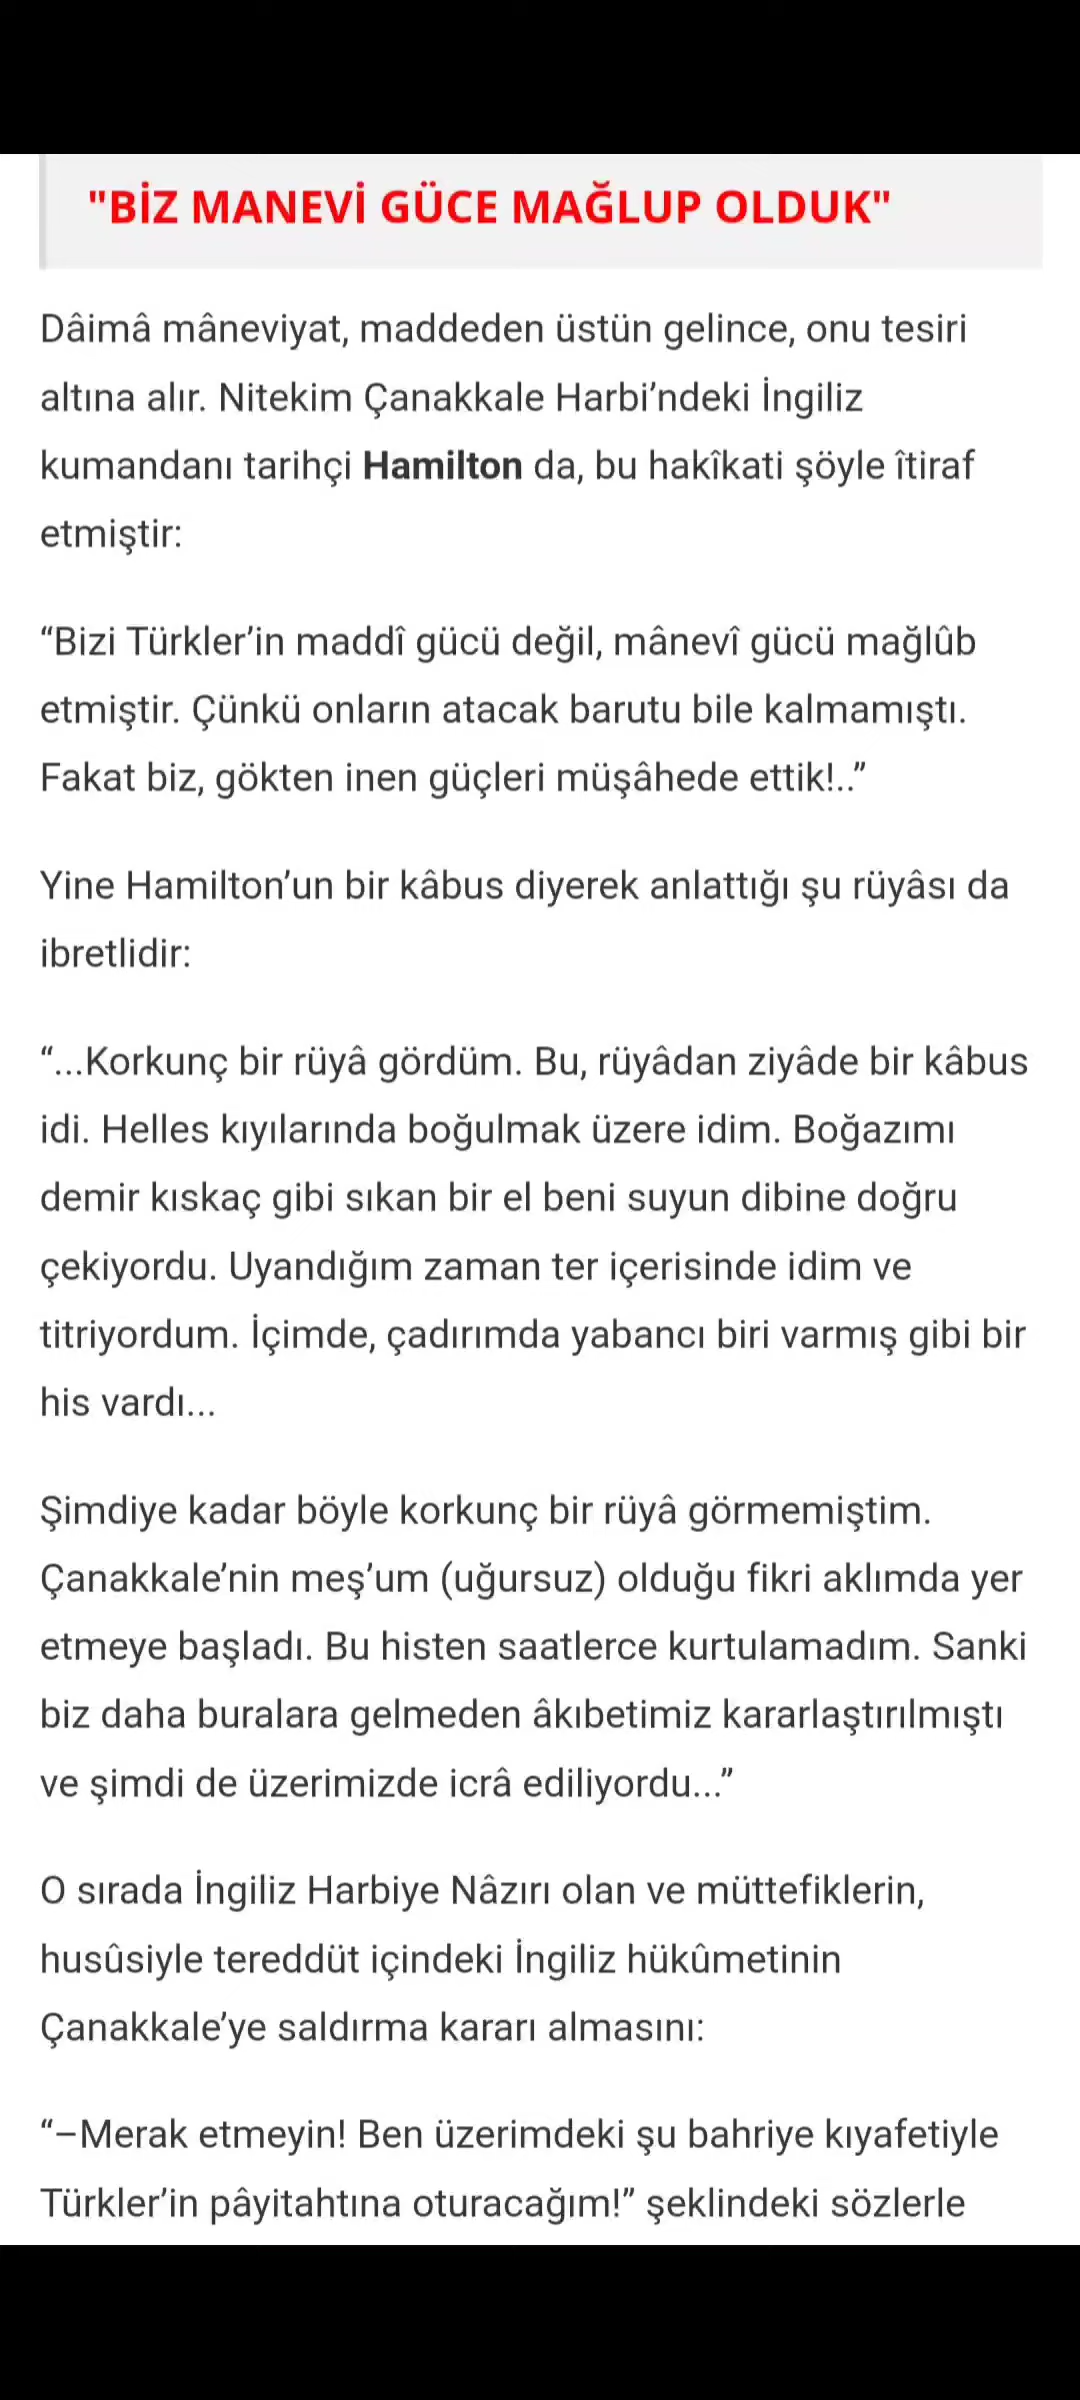 "BİZ MANEVİ GÜCE MAĞLUP OLDUK"
Dâimâ mâneviyat, maddeden üstün gelince, onu tesiri
altına alır. Nitekim Çanakkale Harbi’ndeki İngiliz
kumandanı tarihçi Hamilton da, bu hakîkati şöyle îtiraf
etmiştir:
“Bizi Türkler’in maddî gücü değil, mânevî gücü mağlûb
etmiştir. Çünkü onların atacak barutu bile kalmamıştı.
Fakat biz, gökten inen güçleri müşâhede ettik!..”
Yine Hamilton’un bir kâbus diyerek anlattığı şu rüyâsı da
ibretlidir:
“...Korkunç bir rüyâ gördüm. Bu, rüyâdan ziyâde bir kâbus
idi. Helles kıyılarında boğulmak üzere idim. Boğazımı
demir kıskaç gibi sıkan bir el beni suyun dibine doğru
çekiyordu. Uyandığım zaman ter içerisinde idim ve
titriyordum. İçimde, çadırımda yabancı biri varmış gibi bir
his vardı...
Şimdiye kadar böyle korkunç bir rüyâ görmemiştim.
Çanakkale’nin meş’um (uğursuz) olduğu fikri aklımda yer
etmeye başladı. Bu histen saatlerce kurtulamadım. Sanki
biz daha buralara gelmeden âkıbetimiz kararlaştırılmıştı
ve şimdi de üzerimizde icrâ ediliyordu...”
O sırada İngiliz Harbiye Nâzırı olan ve müttefiklerin,
husûsiyle tereddüt içindeki İngiliz hükûmetinin
Çanakkale’ye saldırma kararı almasını:
“–Merak etmeyin! Ben üzerimdeki şu bahriye kıyafetiyle
Türkler’in pâyitahtına oturacağım!” şeklindeki sözlerle